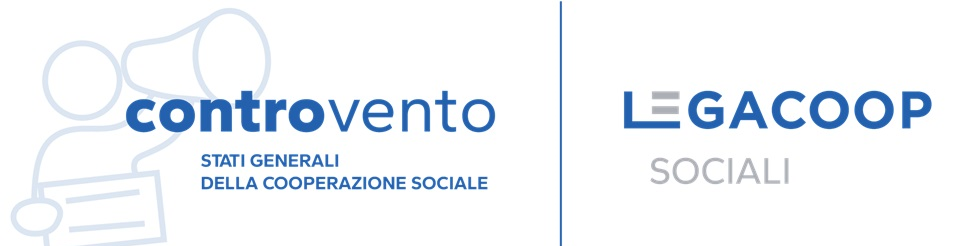 controvento
STATI GENERALI
DELLA COOPERAZIONE SOCIALE
LEGACOOP
SOCIALI